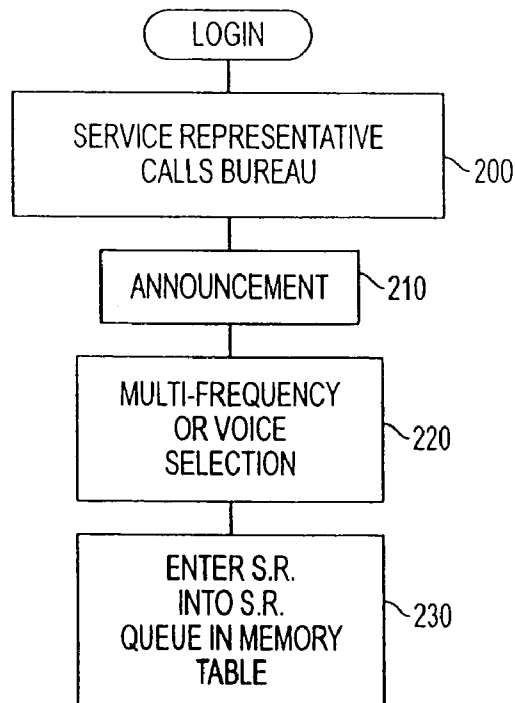 LOGIN
SERVICE REPRESENTATIVE
CALLS BUREAU
200
ANNOUNCEMENT
210
MULTI-FREQUENCY
OR VOICE
SELECTION
220
ENTER S.R.
INTO S.R.
QUEUE IN MEMORY
TABLE
230